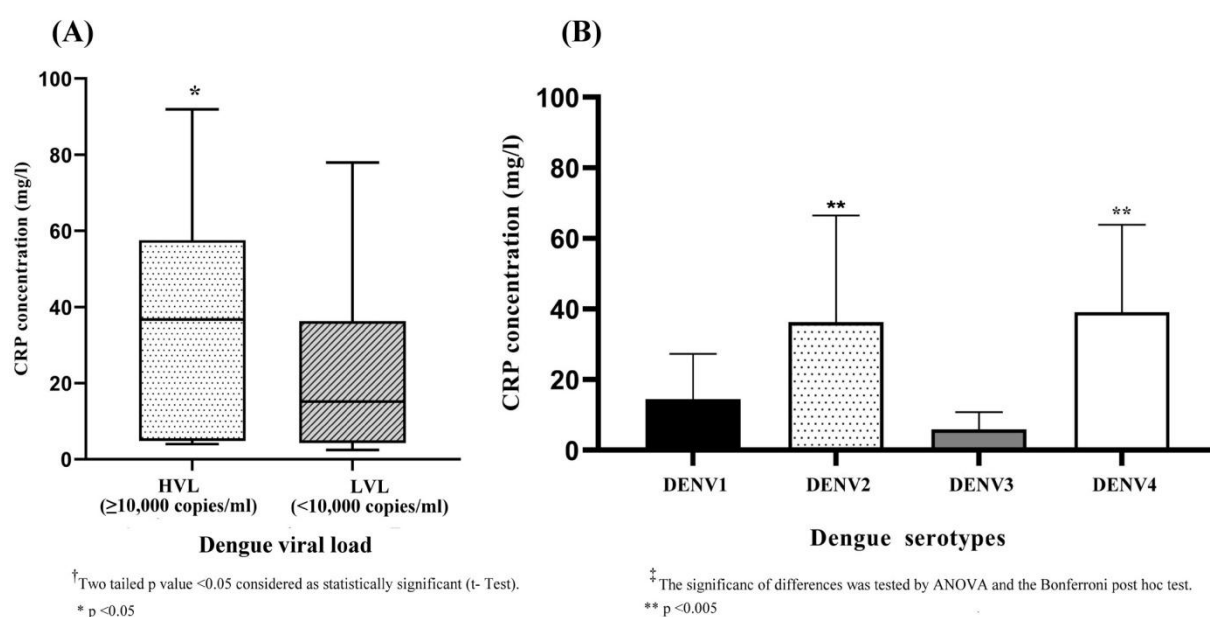 (A)
*
100
80
60
40
20
0
CRP concentration (mg/l)
HVL
(≥10,000 copies/ml)
LVL
(<10,000 copies/ml)
Dengue viral load
†Two tailed p value <0.05 considered as statistically significant (t- Test).
* p <0.05
(B)
100
80
60
40
20
0
CRP concentration (mg/l)
**
**
DENV1 DENV2 DENV3 DENV4
Dengue serotypes
‡ The significanc of differences was tested by ANOVA and the Bonferroni post hoc test.
** p <0.005